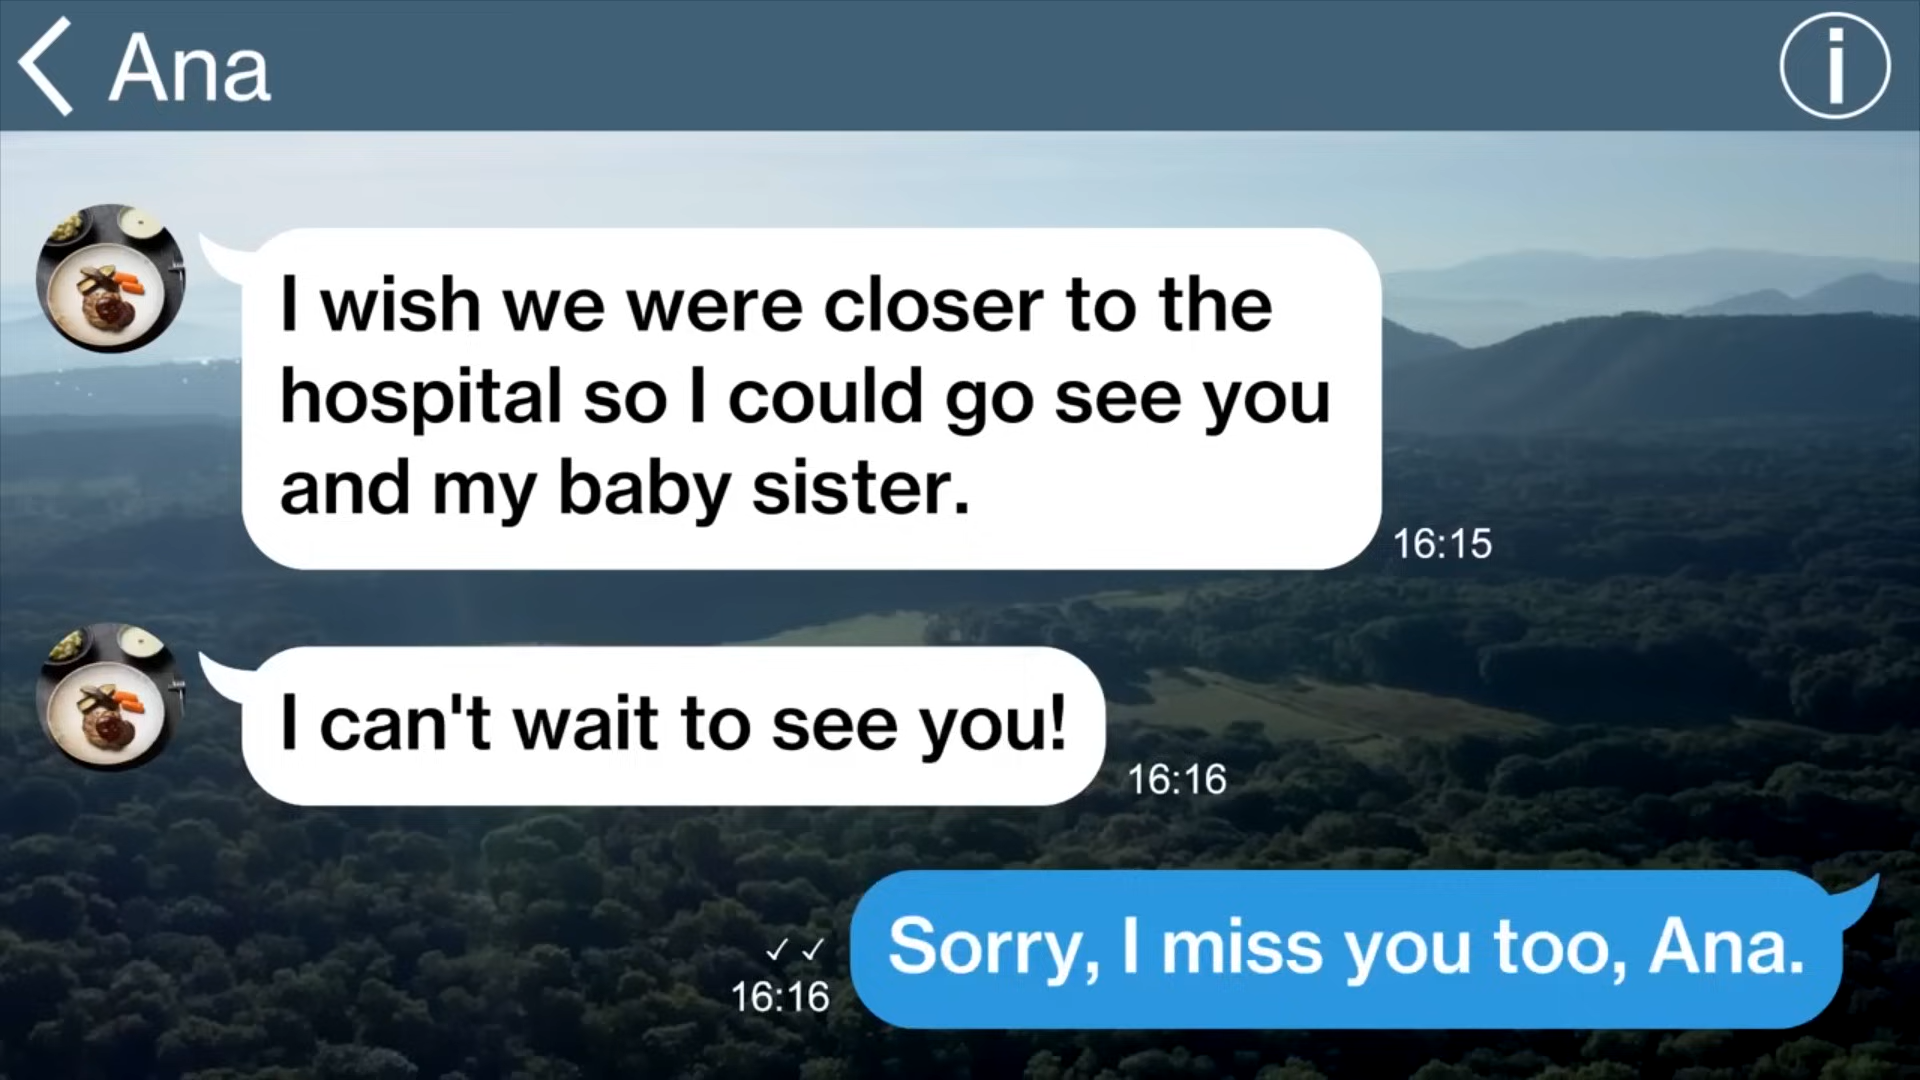 Ana
I wish we were closer to the
hospital so I could go see you
and my baby sister.
16:15
I can't wait to see you!
16:16
Sorry, I miss you too, Ana.
16:16